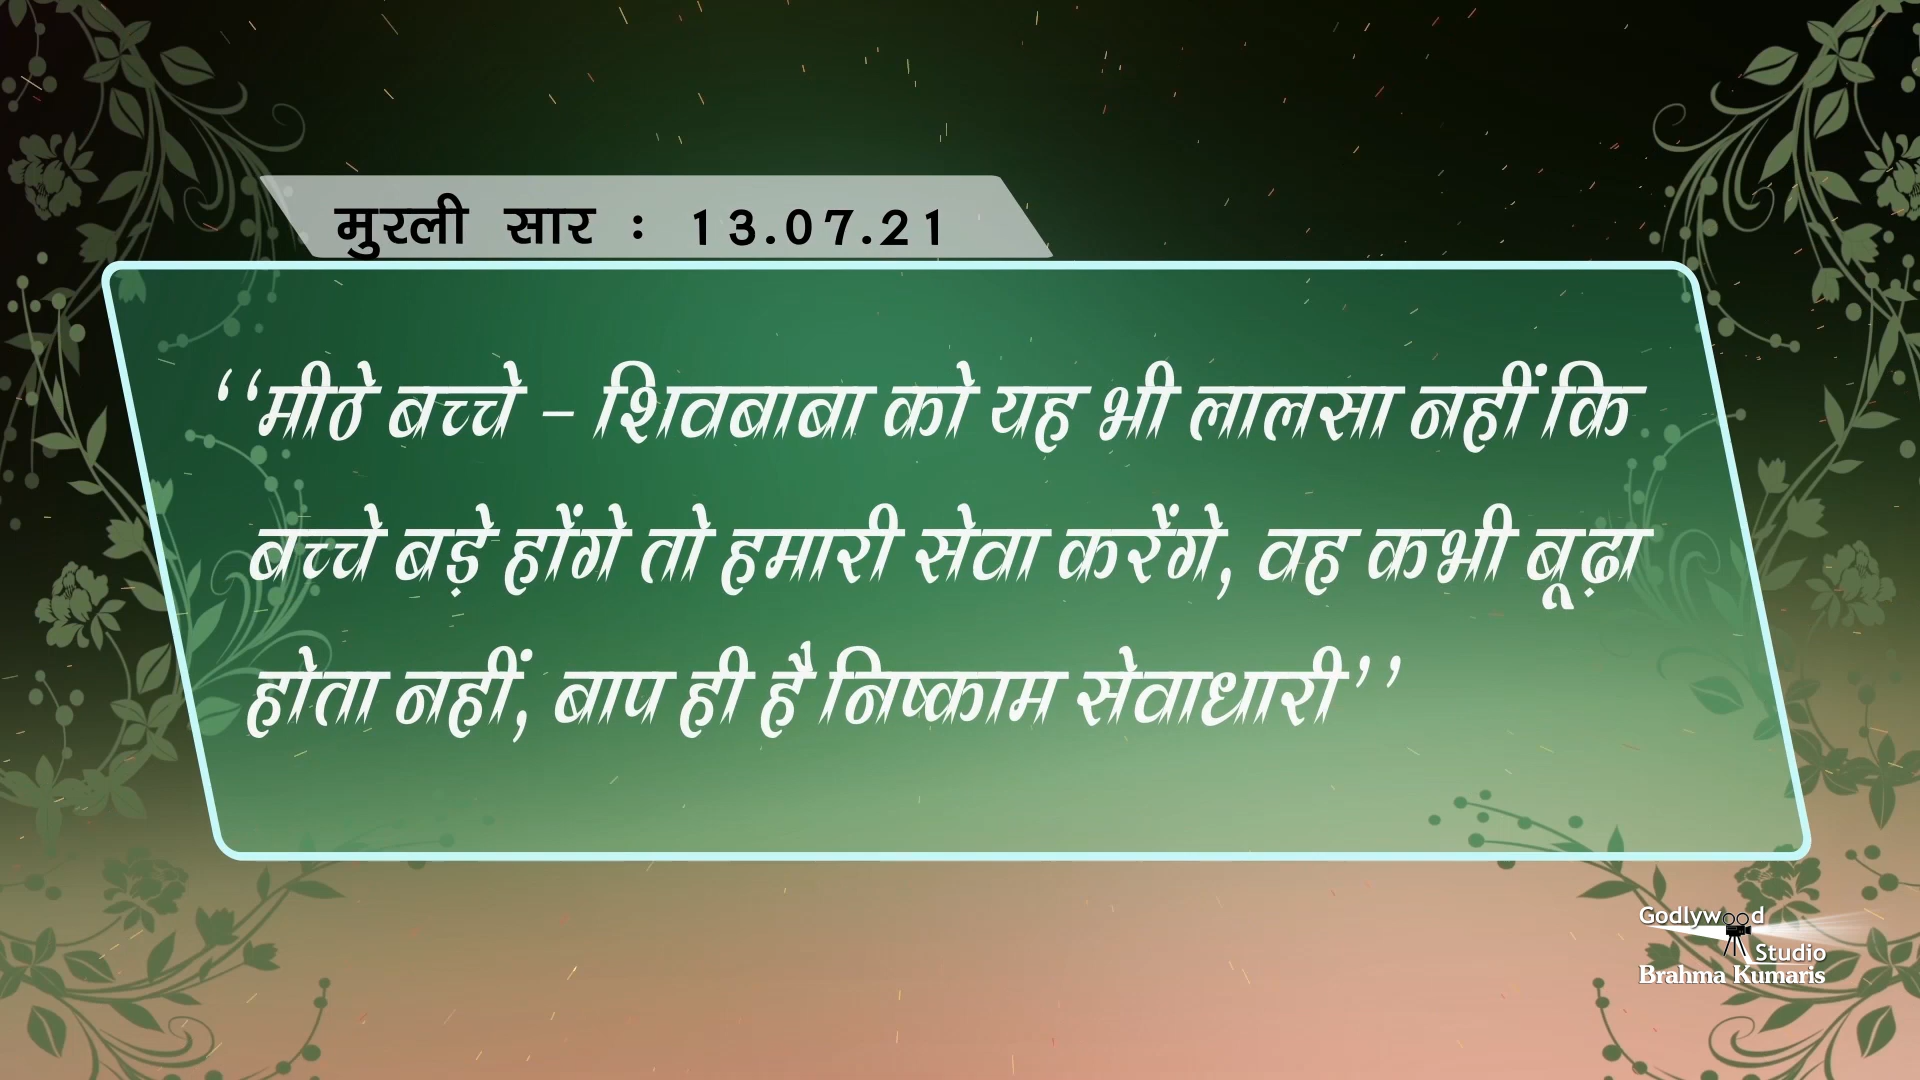 मुरली सार : 13.07.21
‘‘मीठे बच्चे – शिवबाबा को यह भी लालसा नहीं कि
बच्चे बड़े होंगे तो हमारी सेवा करेंगे, वह कभी बूढ़ा
होता नहीं, बाप ही है निष्काम सेवाधारी’’
Godlywood
Studio
Brahma Kumaris